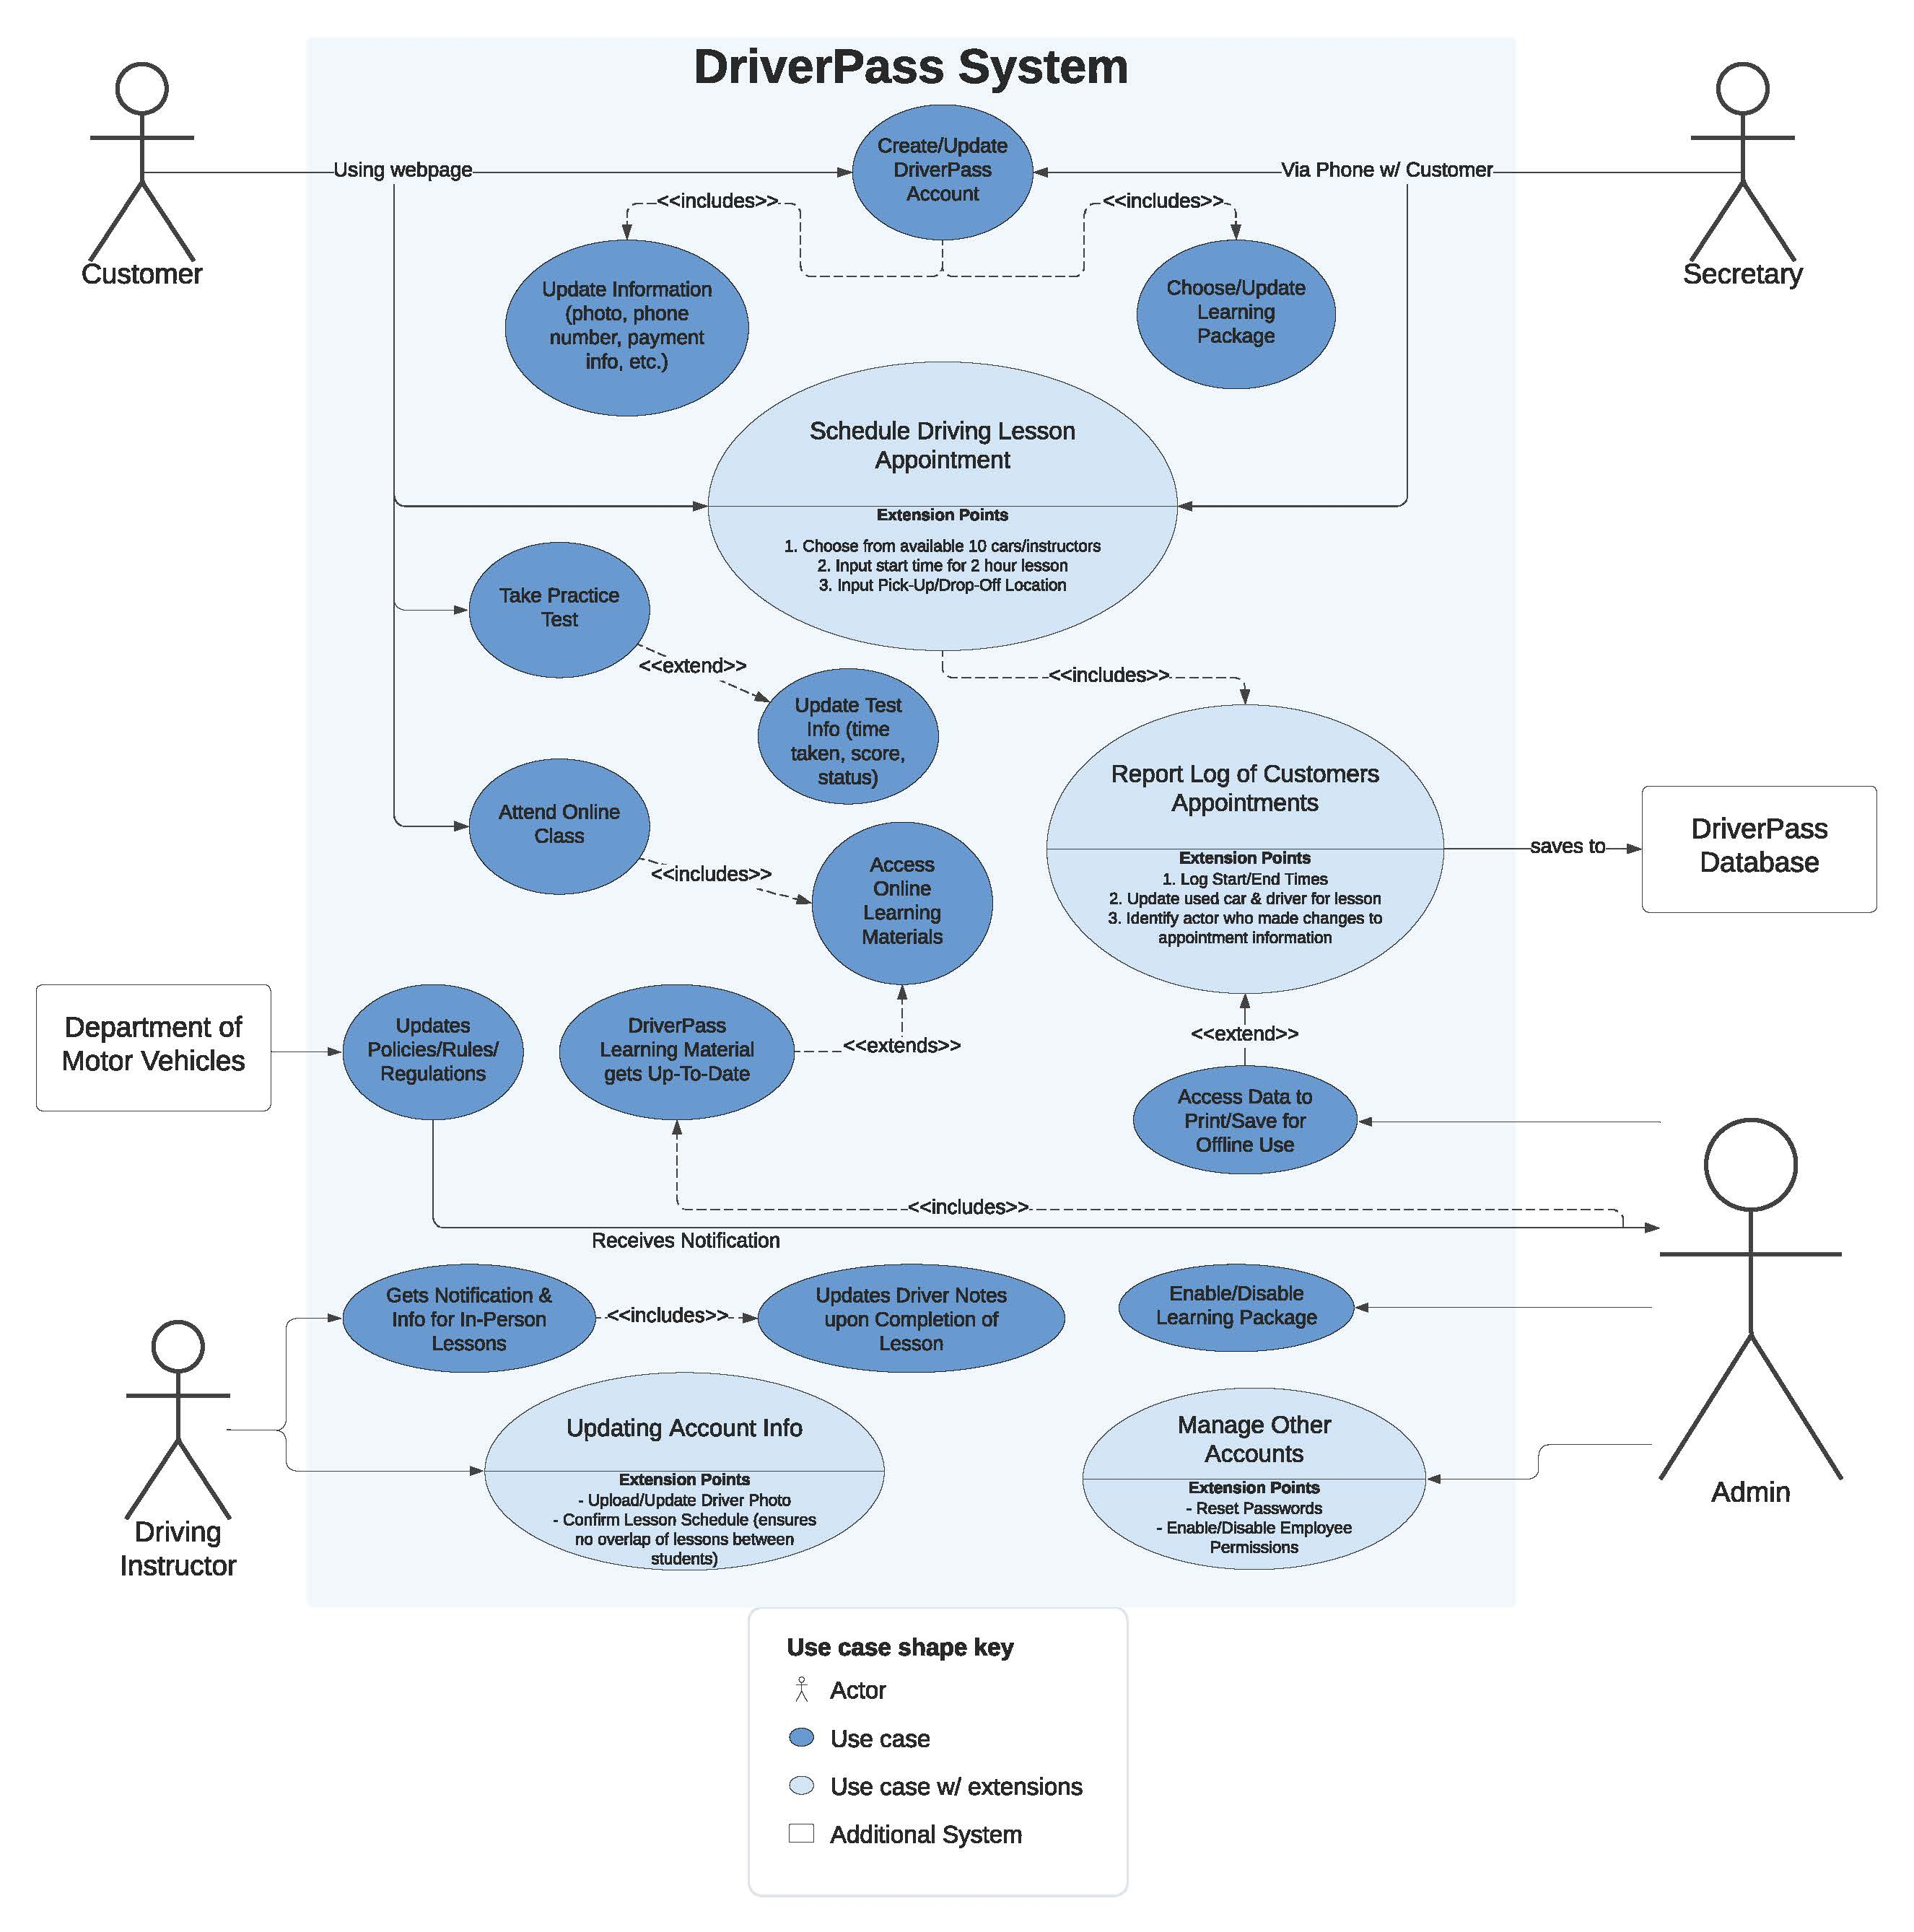 DriverPass System
Customer
Secretary
Using webpage
Via Phone w/ Customer
Create/Update
DriverPass
Account
<<includes>>
<<includes>>
Update Information
(photo, phone
number, payment
info, etc.)
Choose/Update
Learning
Package
Schedule Driving Lesson
Appointment
Extension Points
1. Choose from available 10 cars/instructors
2. Input start time for 2 hour lesson
3. Input Pick-Up/Drop-Off Location
Take Practice
Test
<<extend>>
Update Test
Info (time
taken, score,
status)
<<includes>>
Report Log of Customers
Appointments
Extension Points
1. Log Start/End Times
2. Update used car & driver for lesson
3. Identify actor who made changes to
appointment information
saves to
DriverPass
Database
Attend Online
Class
<<includes>>
Access
Online
Learning
Materials
Department of
Motor Vehicles
Updates
Policies/Rules/
Regulations
DriverPass
Learning Material
gets Up-To-Date
<<extends>>
<<extend>>
Access Data to
Print/Save for
Offline Use
<<includes>>
Receives Notification
Gets Notification &
Info for In-Person
Lessons
<<includes>>
Updates Driver Notes
upon Completion of
Lesson
Enable/Disable
Learning Package
Driving
Instructor
Updating Account Info
Extension Points
- Upload/Update Driver Photo
- Confirm Lesson Schedule (ensures
no overlap of lessons between
students)
Manage Other
Accounts
Extension Points
- Reset Passwords
- Enable/Disable Employee
Permissions
Admin
Use case shape key
Actor
Use case
Use case w/ extensions
Additional System